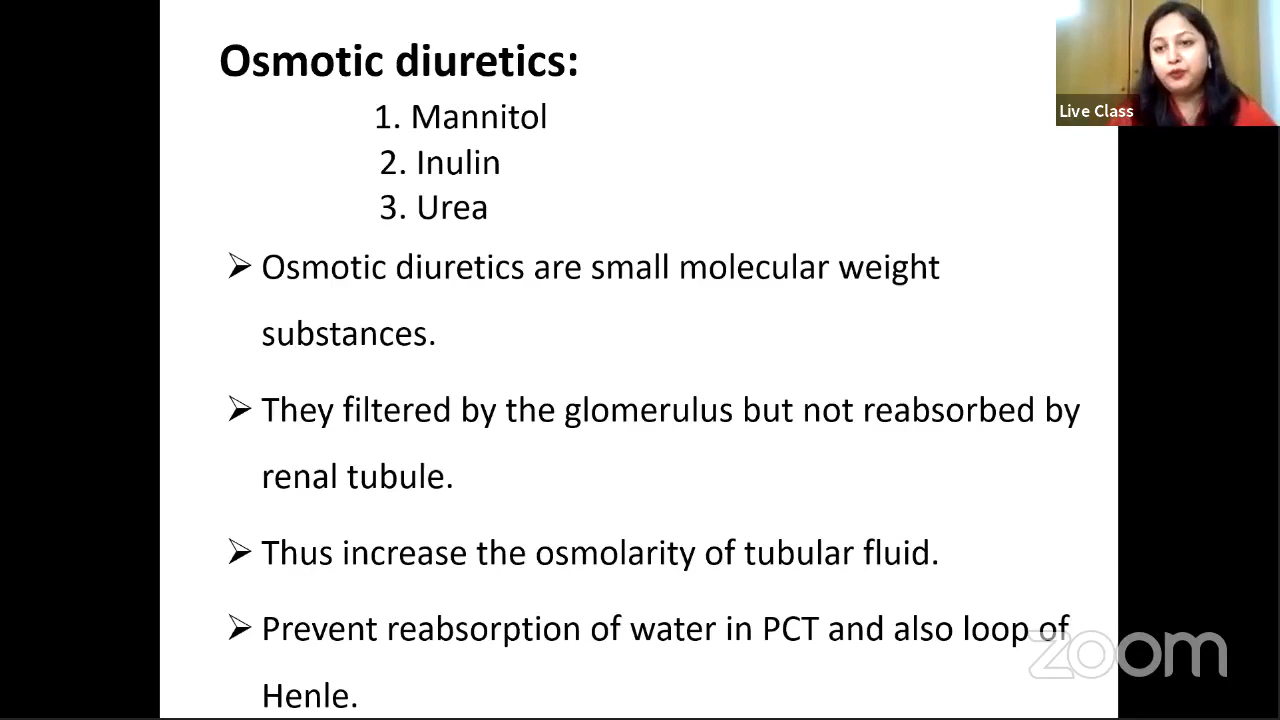 Osmotic diuretics:
1. Mannitol
2. Inulin
3. Urea
➢ Osmotic diuretics are small molecular weight
substances.
➢ They filtered by the glomerulus but not reabsorbed by
renal tubule.
➢ Thus increase the osmolarity of tubular fluid.
➢ Prevent reabsorption of water in PCT and also loop of
Henle.
Live Class
zoom